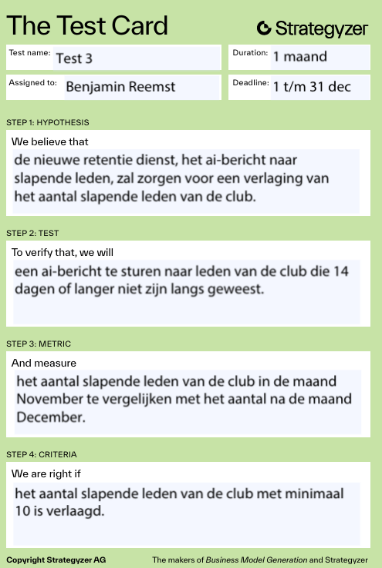 The Test Card
Strategyzer
Test name: Test 3
Duration: 1 maand
Assigned to: Benjamin Reemst
Deadline: 1 t/m 31 dec
STEP 1: HYPOTHESIS
We believe that
de nieuwe retentie dienst, het ai-bericht naar
slapende leden, zal zorgen voor een verlaging van
het aantal slapende leden van de club.
STEP 2: TEST
To verify that, we will
een ai-bericht te sturen naar leden van de club die 14
dagen of langer niet zijn langs geweest.
STEP 3: METRIC
And measure
het aantal slapende leden van de club in de maand
November te vergelijken met het aantal na de maand
December.
STEP 4: CRITERIA
We are right if
het aantal slapende leden van de club met minimaal
10 is verlaagd.
Copyright Strategyzer AG
The makers of Business Model Generation and Strategyzer